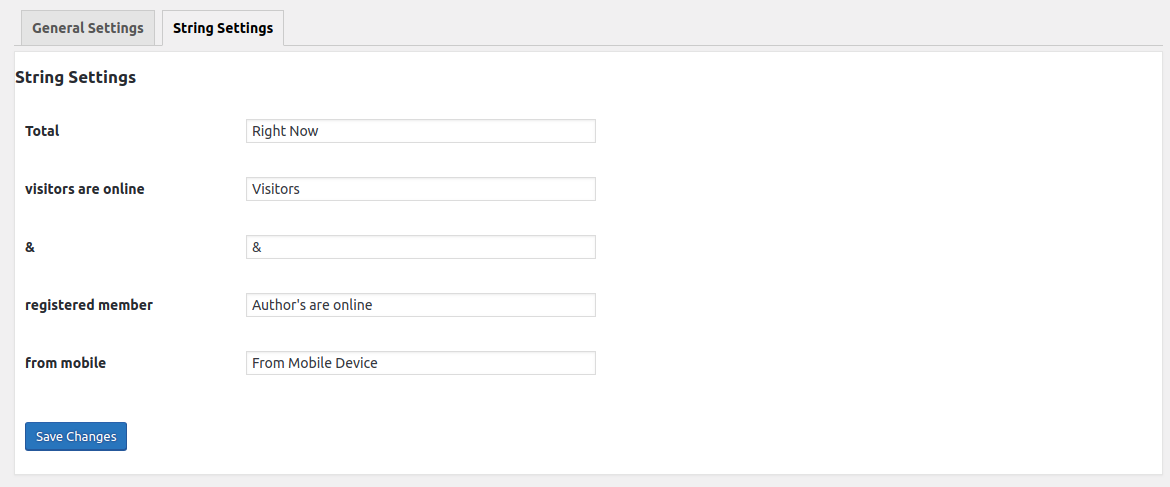 General Settings
String Settings
String Settings
Total
Right Now
visitors are online
Visitors
&
&
registered member
Author's are online
from mobile
From Mobile Device
Save Changes